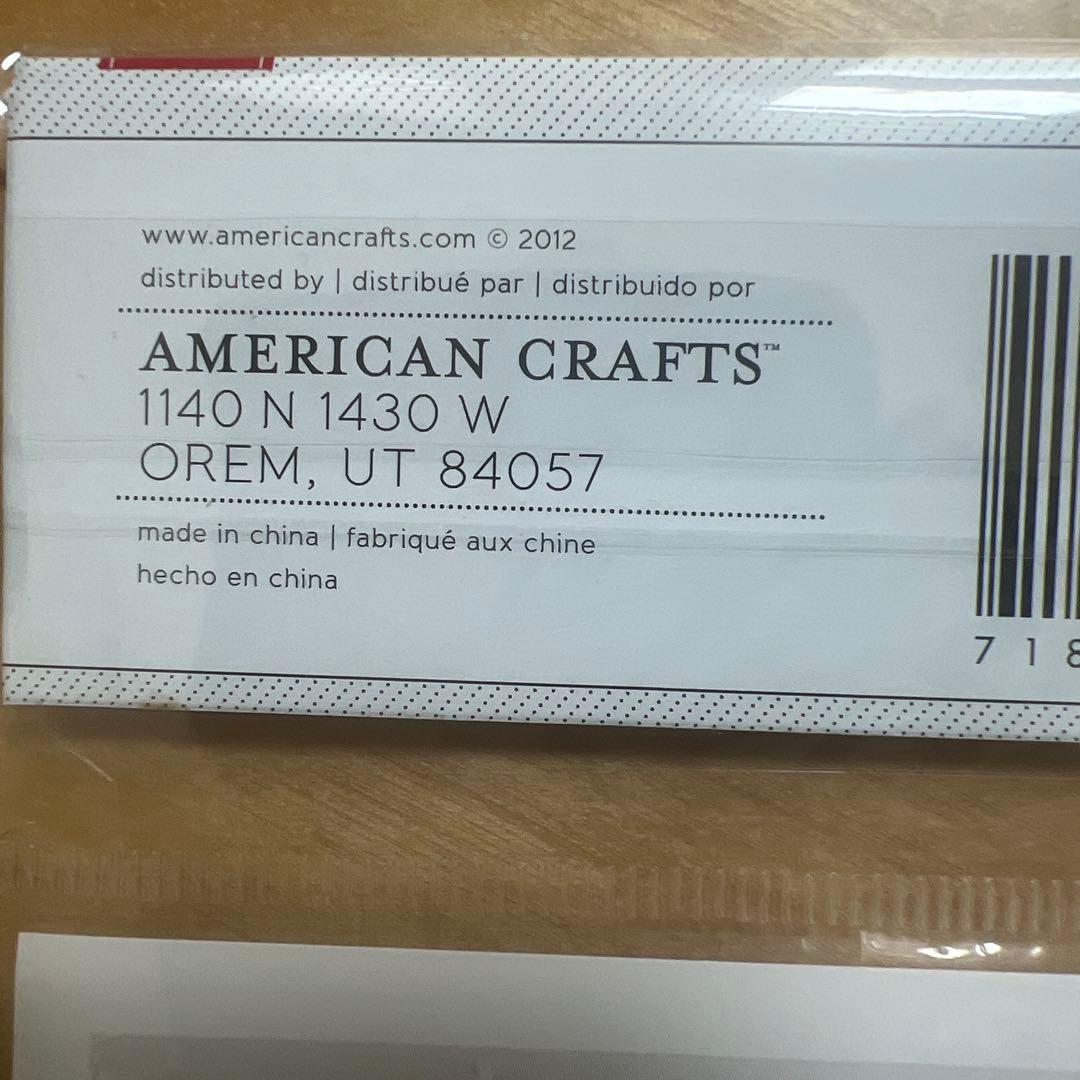 www.americancrafts.com © 2012
distributed by | distribué par | distribuido por
AMERICAN CRAFTS™
1140 N 1430 W
OREM, UT 84057
made in china | fabriqué aux chine
hecho en china
7 1 8